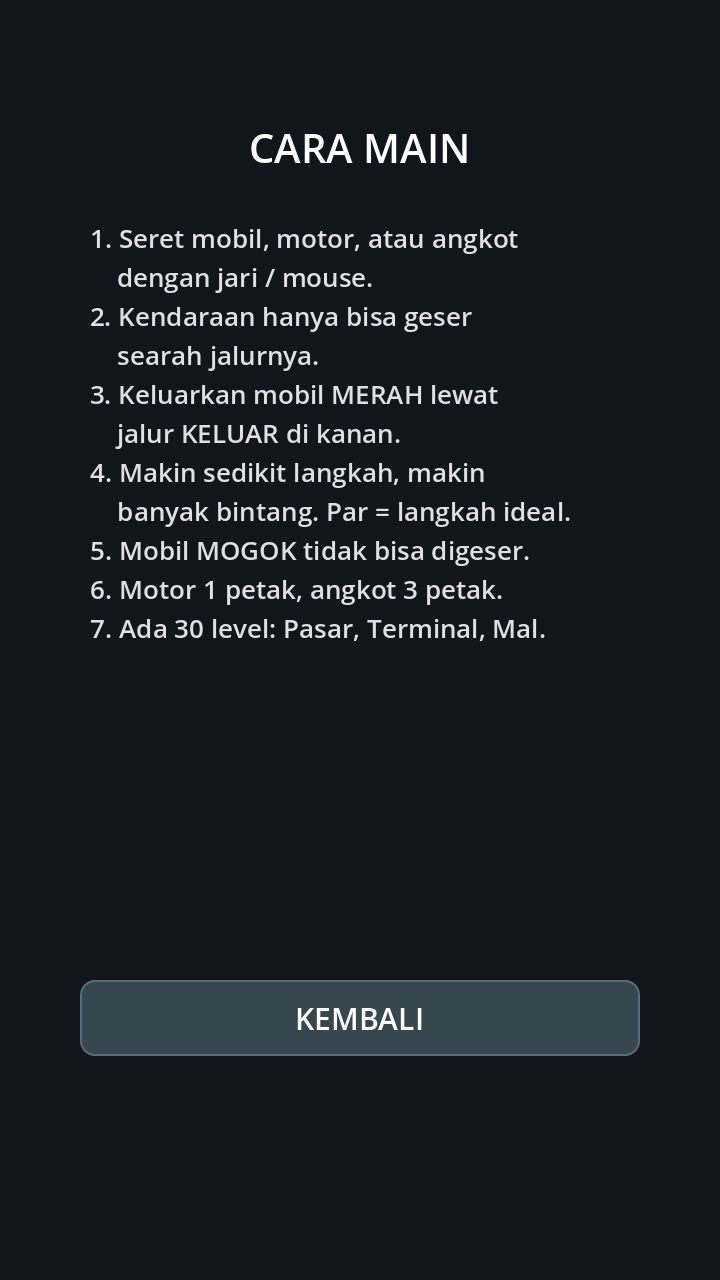 CARA MAIN
1. Seret mobil, motor, atau angkot
dengan jari / mouse.
2. Kendaraan hanya bisa geser
searah jalurnya.
3. Keluarkan mobil MERAH lewat
jalur KELUAR di kanan.
4. Makin sedikit langkah, makin
banyak bintang. Par = langkah ideal.
5. Mobil MOGOK tidak bisa digeser.
6. Motor 1 petak, angkot 3 petak.
7. Ada 30 level: Pasar, Terminal, Mal.
KEMBALI